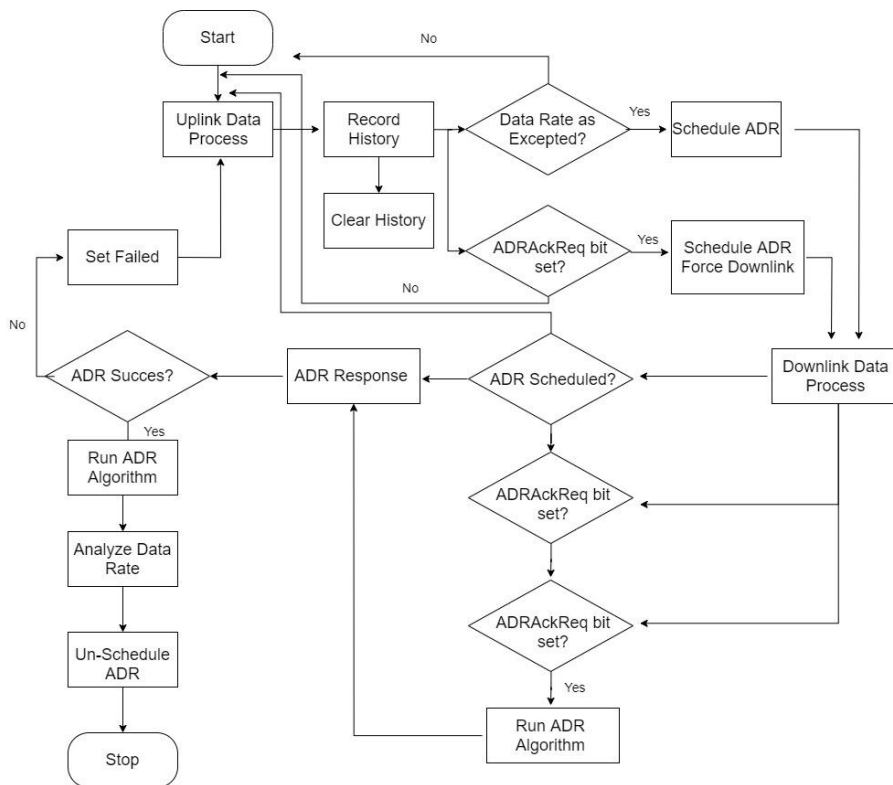 Start
No
Uplink Data
Process
Record
History
Data Rate as
Excepted?
Yes
Schedule ADR
Clear History
Set Failed
ADRAckReq bit
set?
Yes
Schedule ADR
Force Downlink
No
No
ADR Succes?
ADR Response
ADR Scheduled?
Downlink Data
Process
Yes
Run ADR
Algorithm
ADRAckReq bit
set?
Analyze Data
Rate
ADRAckReq bit
set?
Un-Schedule
ADR
Yes
Run ADR
Algorithm
Stop